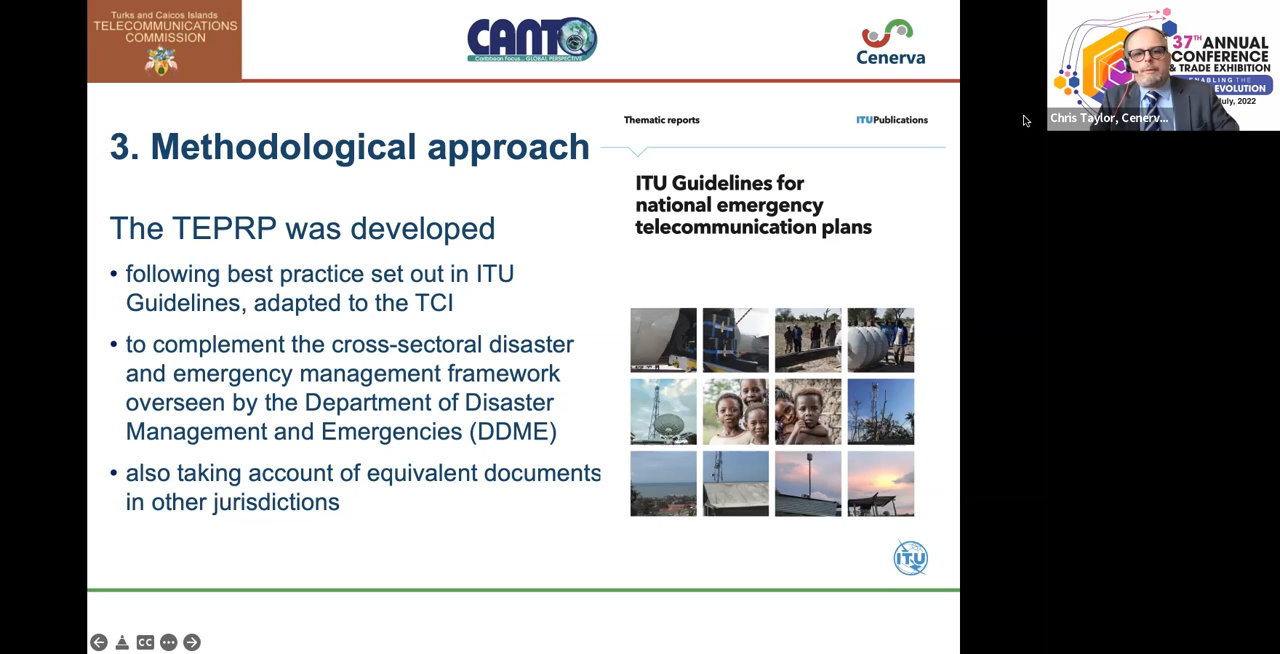 Turks and Caicos Islands
TELECOMMUNICATIONS
COMMISSION
CANTO
Caribbean Focus... GLOBAL PERSPECTIVE
Cenerva
3. Methodological approach
The TEPRP was developed
• following best practice set out in ITU
Guidelines, adapted to the TCI
• to complement the cross-sectoral disaster
and emergency management framework
overseen by the Department of Disaster
Management and Emergencies (DDME)
• also taking account of equivalent documents
in other jurisdictions
Thematic reports
ITUPublications
ITU Guidelines for
national emergency
telecommunication plans
ITU
CC
37TH ANNUAL
CONFERENCE
& TRADE EXHIBITION
ENABLING THE
EVOLUTION
July, 2022
Chris Taylor, Cenerv...